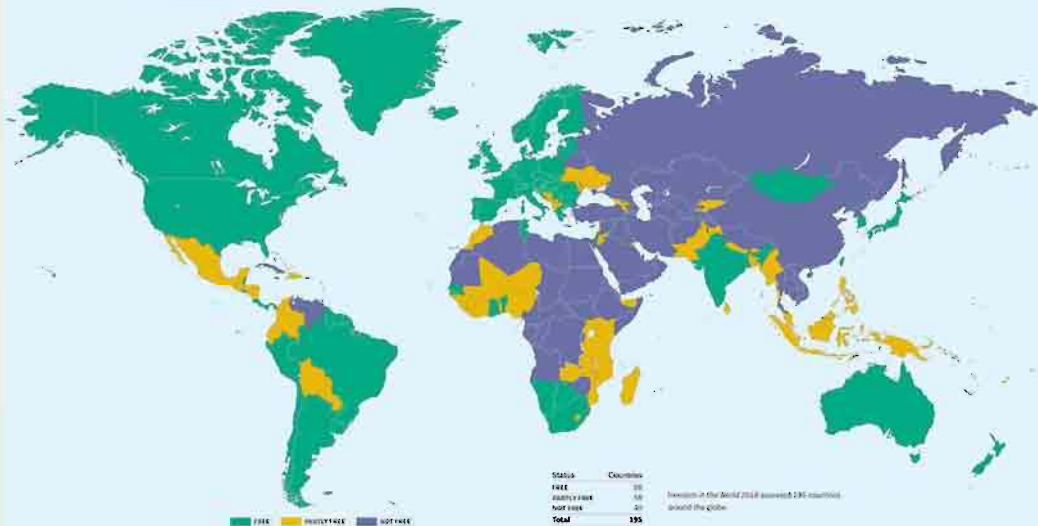 FREE PARTLY FREE NOT FREE
Status Countries
FREE
PARTLY FREE
NOT FREE
Total 195
Freedom in the World 2018 assessed 195 countries
around the globe.